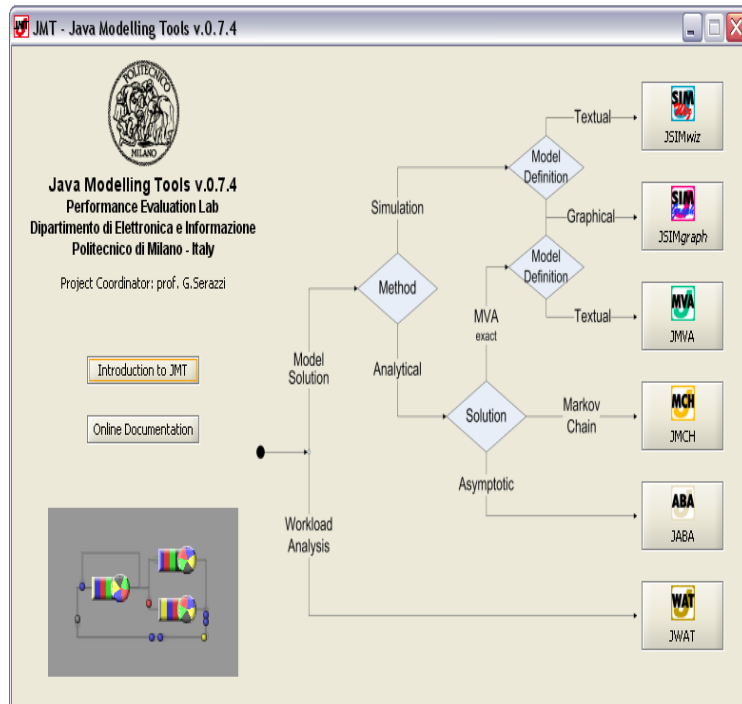 JMT - Java Modelling Tools v.0.7.4
POLITECNICO
MILANO
Java Modelling Tools v.0.7.4
Performance Evaluation Lab
Dipartimento di Elettronica e Informazione
Politecnico di Milano - Italy
Project Coordinator: prof. G.Serazzi
Introduction to JMT
Online Documentation
Model
Solution
Workload
Analysis
Simulation
Method
Analytical
Model
Definition
Textual
Graphical
Model
Definition
Textual
MVA
exact
Solution
Markov
Chain
Asymptotic
SIM
Wiz
JSIMwiz
SIM
Graph
JSIMgraph
MVA
JMVA
MCH
JMCH
ABA
JABA
WAT
JWAT